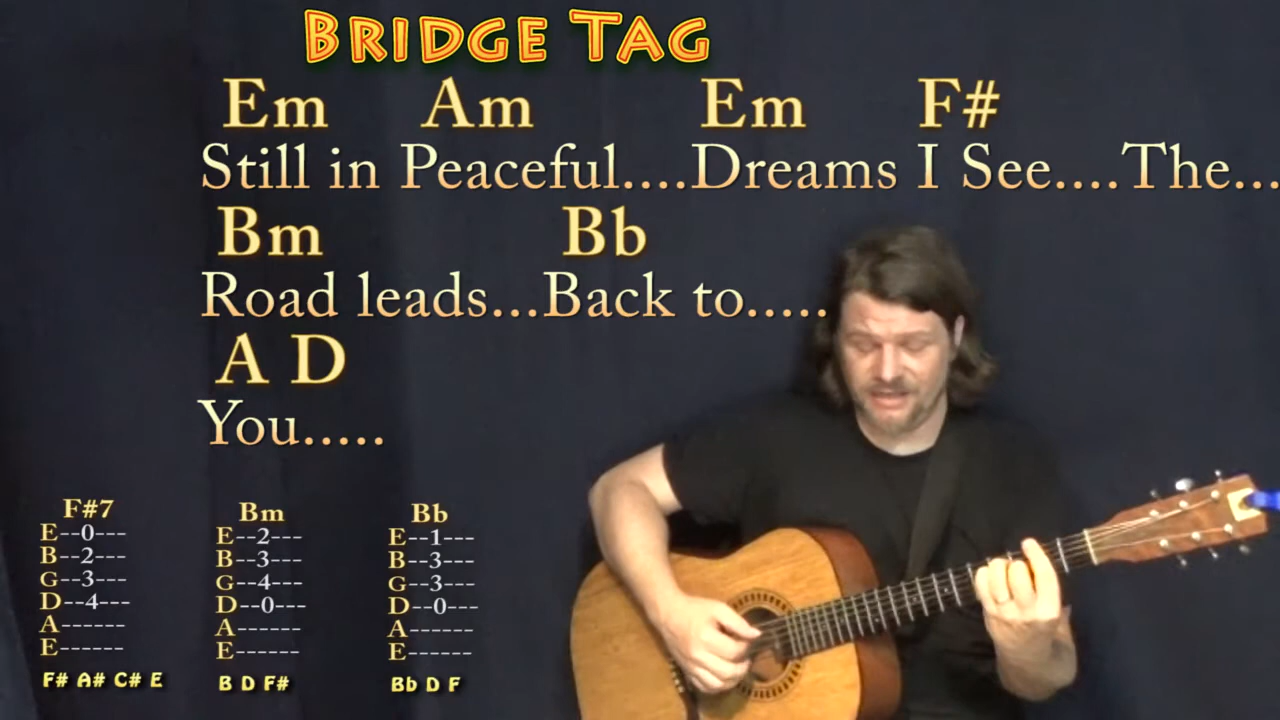 BRIDGE TAG
Em Am Em F#
Still in Peaceful....Dreams I See....The...
Bm Bb
Road leads...Back to.....
A D
You.....
F#7
E--0---
B--2---
G--3---
D--4---
A------
E------
F# A# C# E
Bm
E--2---
B--3---
G--4---
D--0---
A------
E------
B D F#
Bb
E--1---
B--3---
G--3---
D--0---
A------
E------
Bb D F